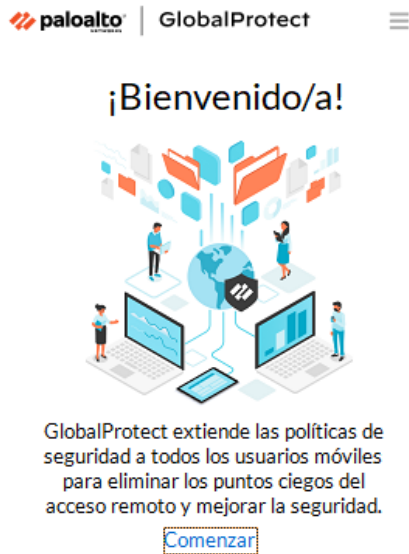 paloalto GlobalProtect
NETWORKS
¡Bienvenido/a!
GlobalProtect extiende las políticas de
seguridad a todos los usuarios móviles
para eliminar los puntos ciegos del
acceso remoto y mejorar la seguridad.
Comenzar